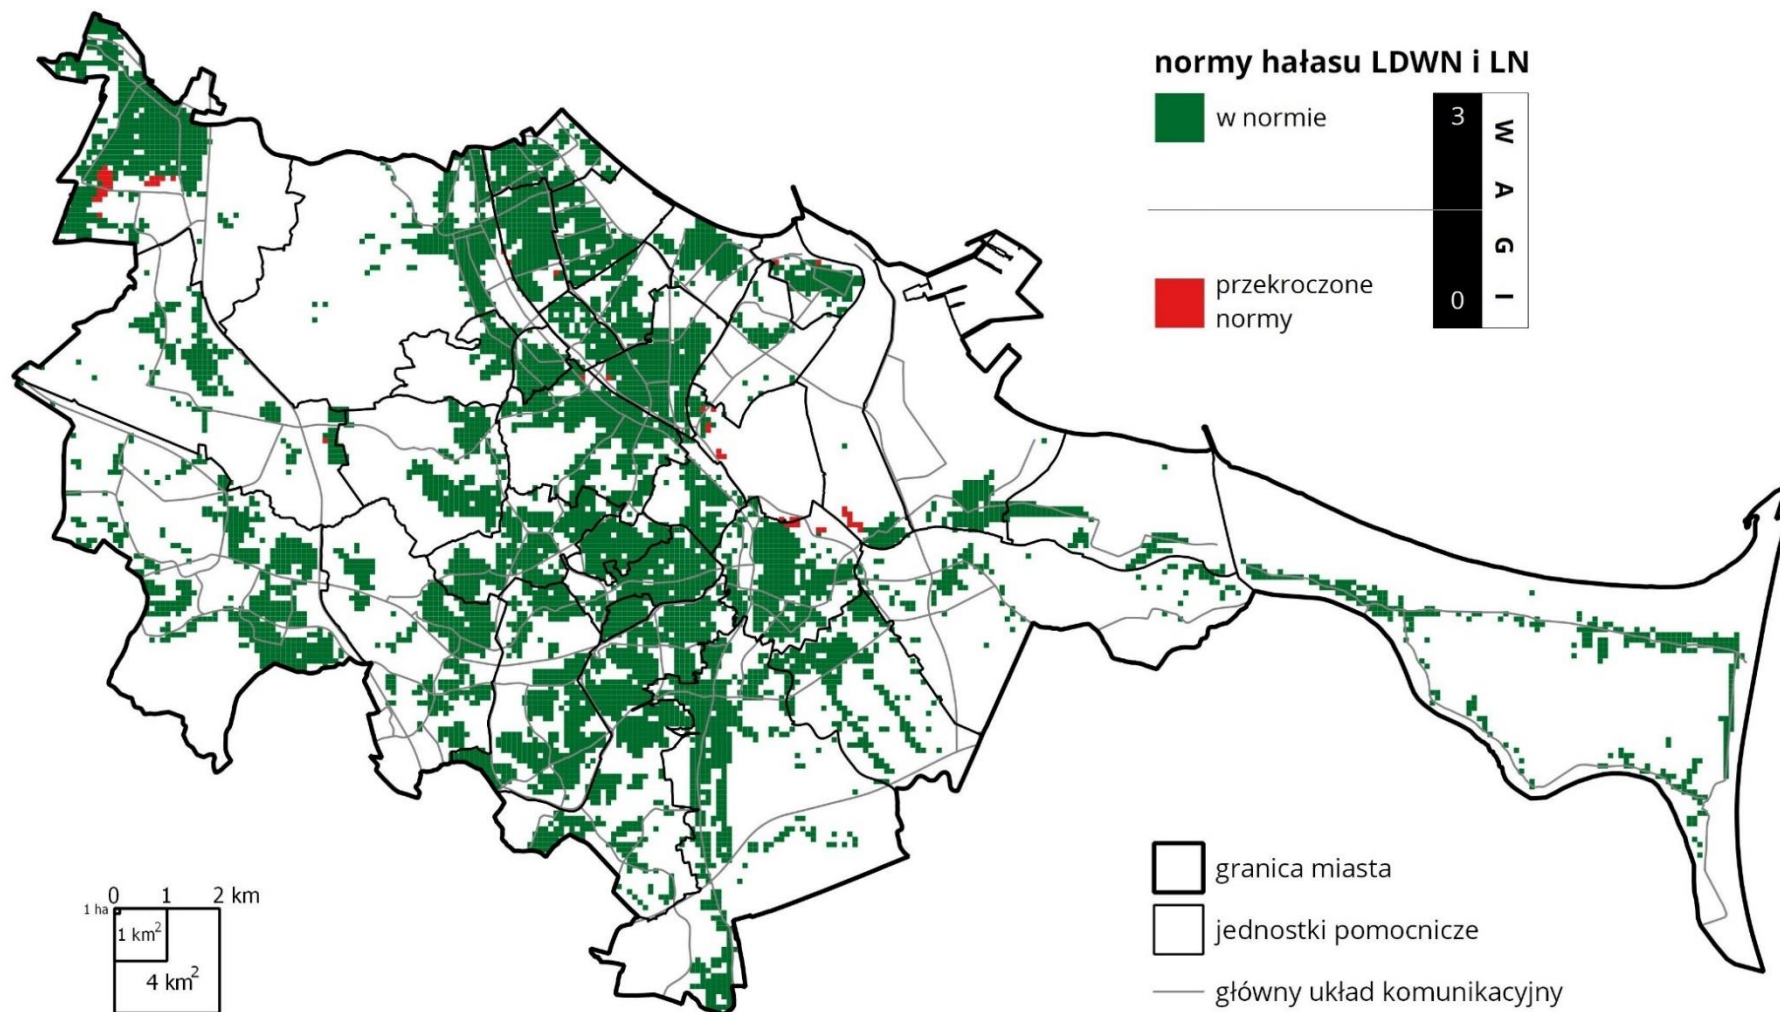 normy hałasu LDWN i LN
w normie
3
przekroczone
normy
0
W A G I
granica miasta
jednostki pomocnicze
główny układ komunikacyjny
0 1 2 km
1 ha
1 km²
4 km²